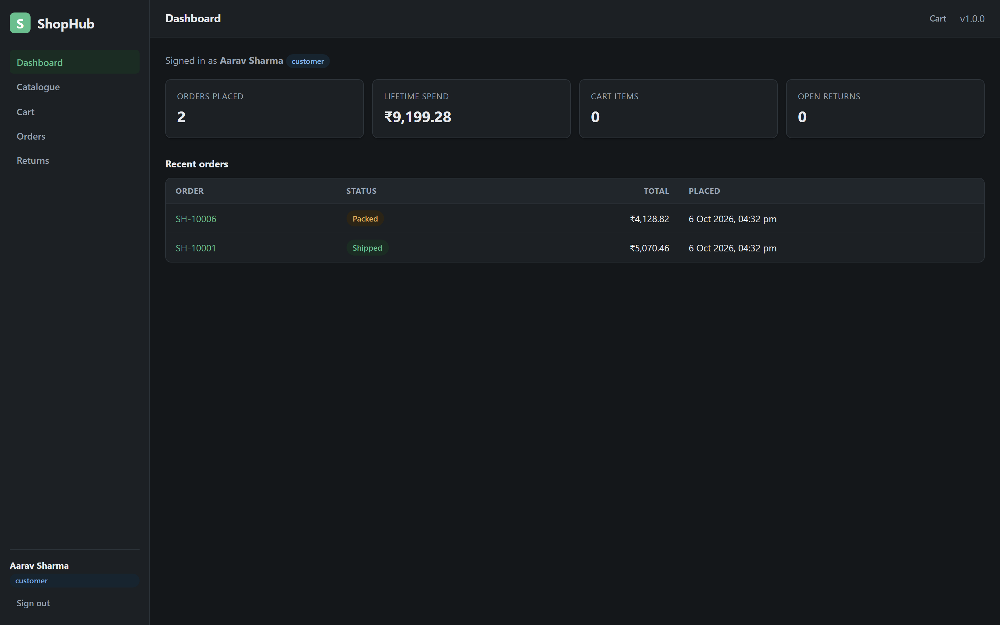 S ShopHub
Dashboard
Catalogue
Cart
Orders
Returns
Aarav Sharma
customer
Sign out
Dashboard
Cart v1.0.0
Signed in as Aarav Sharma customer
ORDERS PLACED
2
LIFETIME SPEND
₹9,199.28
CART ITEMS
0
OPEN RETURNS
0
Recent orders
ORDER STATUS TOTAL PLACED
SH-10006 Packed ₹4,128.82 6 Oct 2026, 04:32 pm
SH-10001 Shipped ₹5,070.46 6 Oct 2026, 04:32 pm